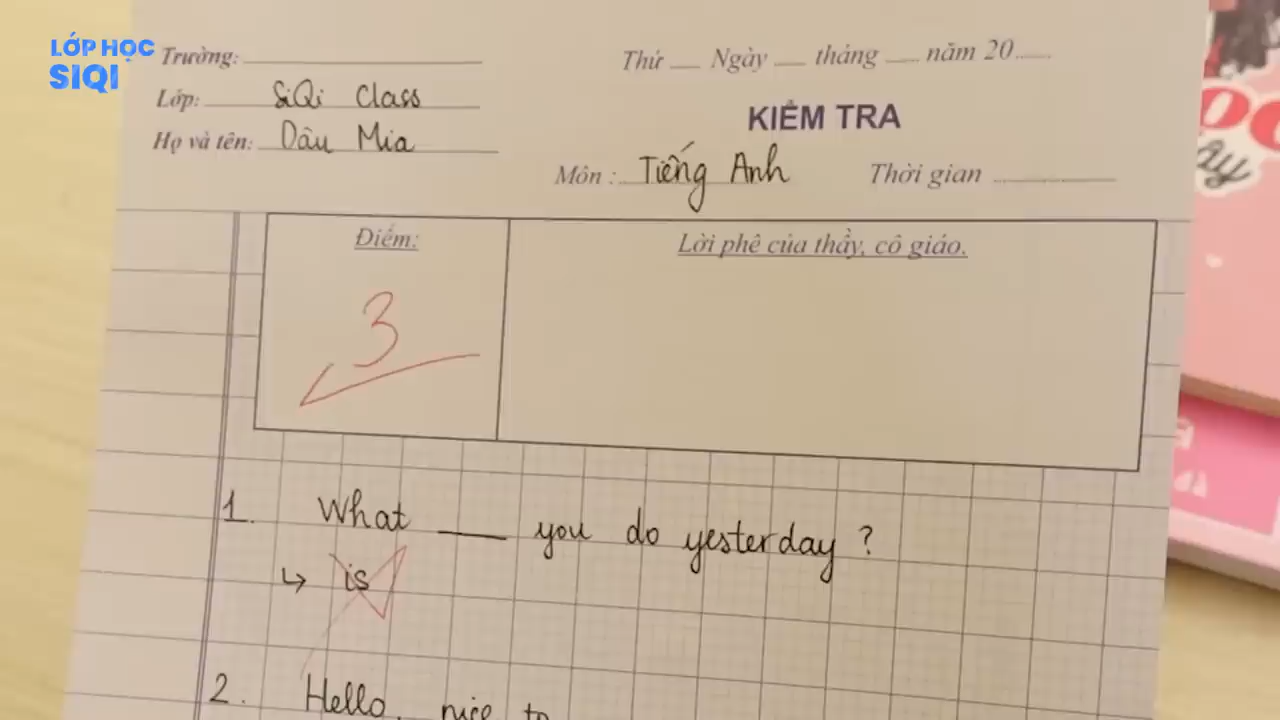 LỚP HỌC
SIQI
Trường:
Lớp: SiQi Class
Họ và tên: Dâu Mia
Thứ Ngày tháng năm 20
KIỂM TRA
Môn : Tiếng Anh Thời gian
Điểm:
3
Lời phê của thầy, cô giáo.
1. What ___ you do yesterday ?
↳ is
2. Hello, nice to